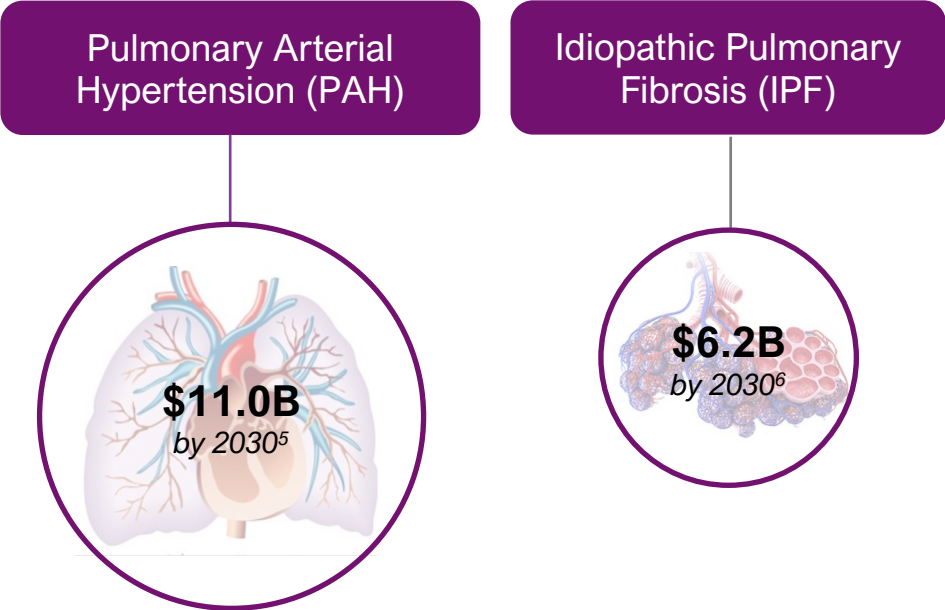 Pulmonary Arterial
Hypertension (PAH)
$11.0B
by 2030⁵
Idiopathic Pulmonary
Fibrosis (IPF)
$6.2B
by 2030⁶